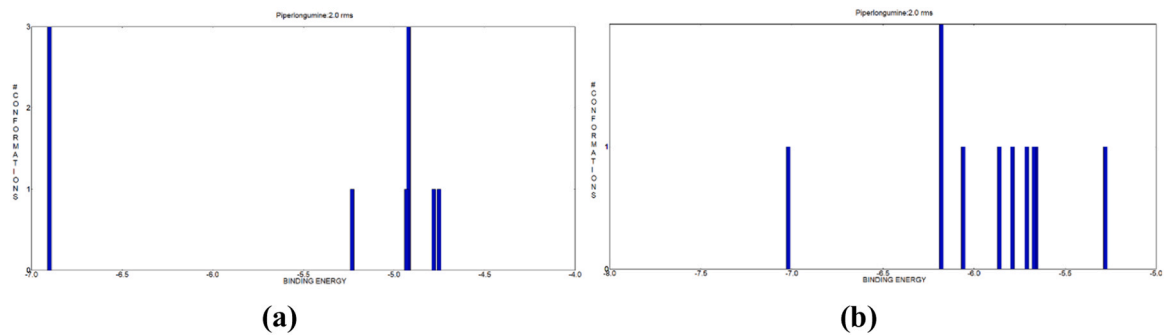 Piperlongumine:2.0 rms
3
2
1
0
#CONFORMATIONS
-7.0 -6.5 -6.0 -5.5 -5.0 -4.5 -4.0
BINDING ENERGY
(a)
Piperlongumine:2.0 rms
1
0
#CONFORMATIONS
-8.0 -7.5 -7.0 -6.5 -6.0 -5.5 -5.0
BINDING ENERGY
(b)